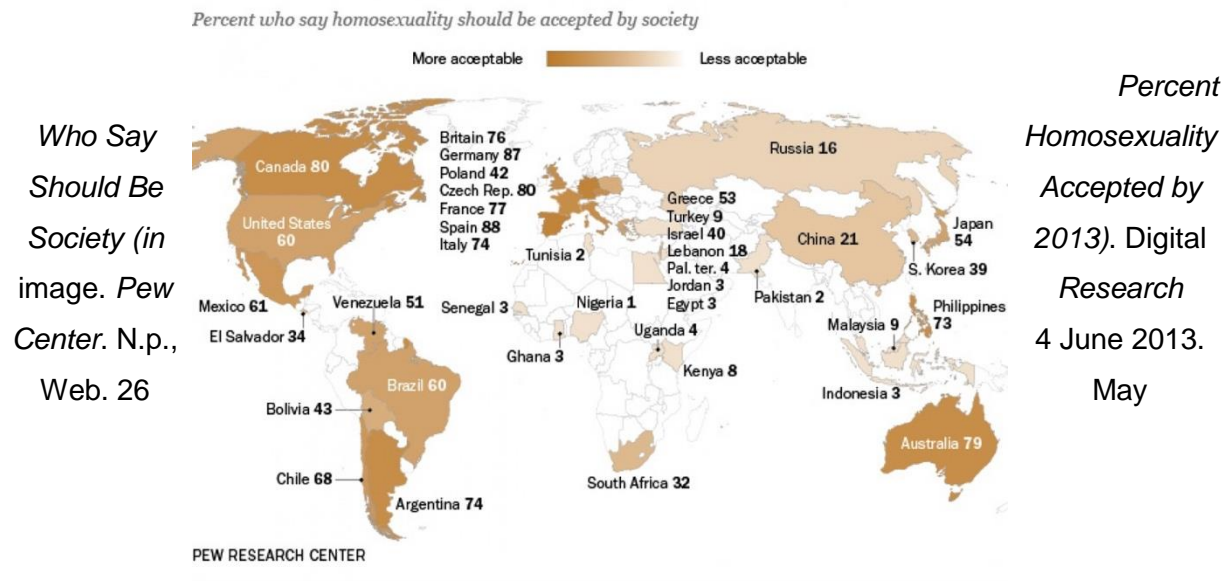 Percent who say homosexuality should be accepted by society
More acceptable Less acceptable
Who Say
Should Be
Society (in
image. Pew
Center. N.p.,
Web. 26
Canada 80
United States
60
Mexico 61
El Salvador 34
Venezuela 51
Brazil 60
Bolivia 43
Chile 68
Argentina 74
Britain 76
Germany 87
Poland 42
Czech Rep. 80
France 77
Spain 88
Italy 74
Tunisia 2
Senegal 3
Ghana 3
Nigeria 1
Uganda 4
Kenya 8
South Africa 32
Greece 53
Turkey 9
Israel 40
Lebanon 18
Pal. ter. 4
Jordan 3
Egypt 3
Russia 16
China 21
Pakistan 2
Japan
54
S. Korea 39
Philippines
73
Malaysia 9
Indonesia 3
Australia 79
PEW RESEARCH CENTER
Percent
Homosexuality
Accepted by
2013). Digital
Research
4 June 2013.
May